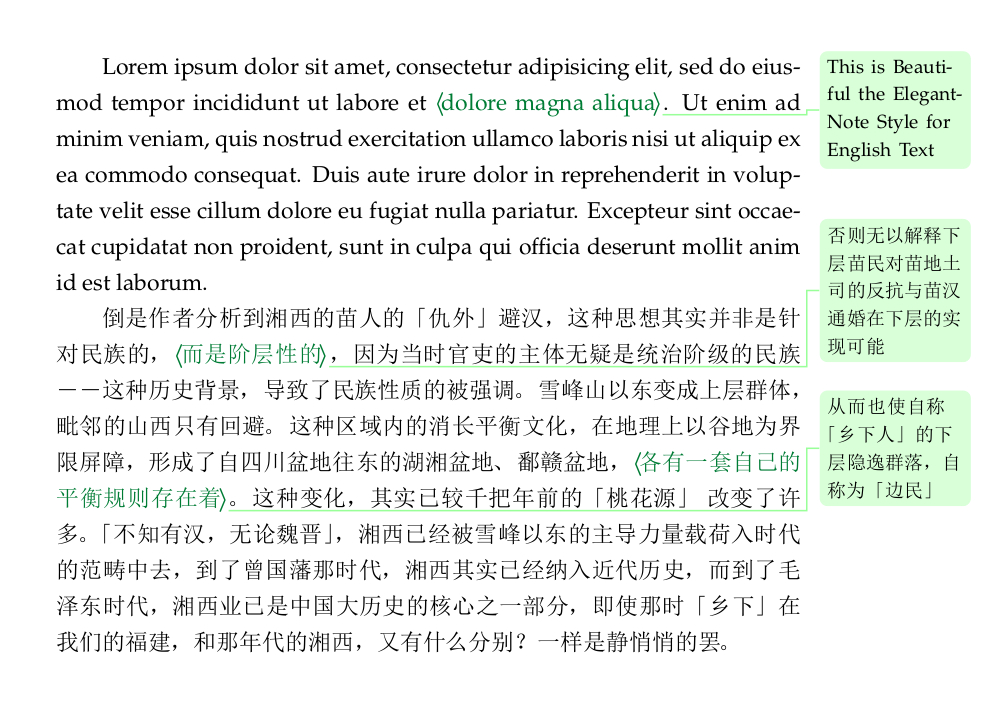 Lorem ipsum dolor sit amet, consectetur adipisicing elit, sed do eius-
mod tempor incididunt ut labore et ⟨dolore magna aliqua⟩. Ut enim ad
minim veniam, quis nostrud exercitation ullamco laboris nisi ut aliquip ex
ea commodo consequat. Duis aute irure dolor in reprehenderit in volup-
tate velit esse cillum dolore eu fugiat nulla pariatur. Excepteur sint occae-
cat cupidatat non proident, sunt in culpa qui officia deserunt mollit anim
id est laborum.
倒是作者分析到湘西的苗人的「仇外」避汉，这种思想其实并非是针
对民族的，⟨而是阶层性的⟩，因为当时官吏的主体无疑是统治阶级的民族
——这种历史背景，导致了民族性质的被强调。雪峰山以东变成上层群体，
毗邻的山西只有回避。这种区域内的消长平衡文化，在地理上以谷地为界
限屏障，形成了自四川盆地往东的湖湘盆地、鄱赣盆地，⟨各有一套自己的
平衡规则存在着⟩。这种变化，其实已较千把年前的「桃花源」 改变了许
多。「不知有汉，无论魏晋」，湘西已经被雪峰以东的主导力量载荷入时代
的范畴中去，到了曾国藩那时代，湘西其实已经纳入近代历史，而到了毛
泽东时代，湘西业已是中国大历史的核心之一部分，即使那时「乡下」在
我们的福建，和那年代的湘西，又有什么分别？一样是静悄悄的罢。
This is Beauti-
ful the Elegant-
Note Style for
English Text
否则无以解释下
层苗民对苗地土
司的反抗与苗汉
通婚在下层的实
现可能
从而也使自称
「乡下人」的下
层隐逸群落，自
称为「边民」